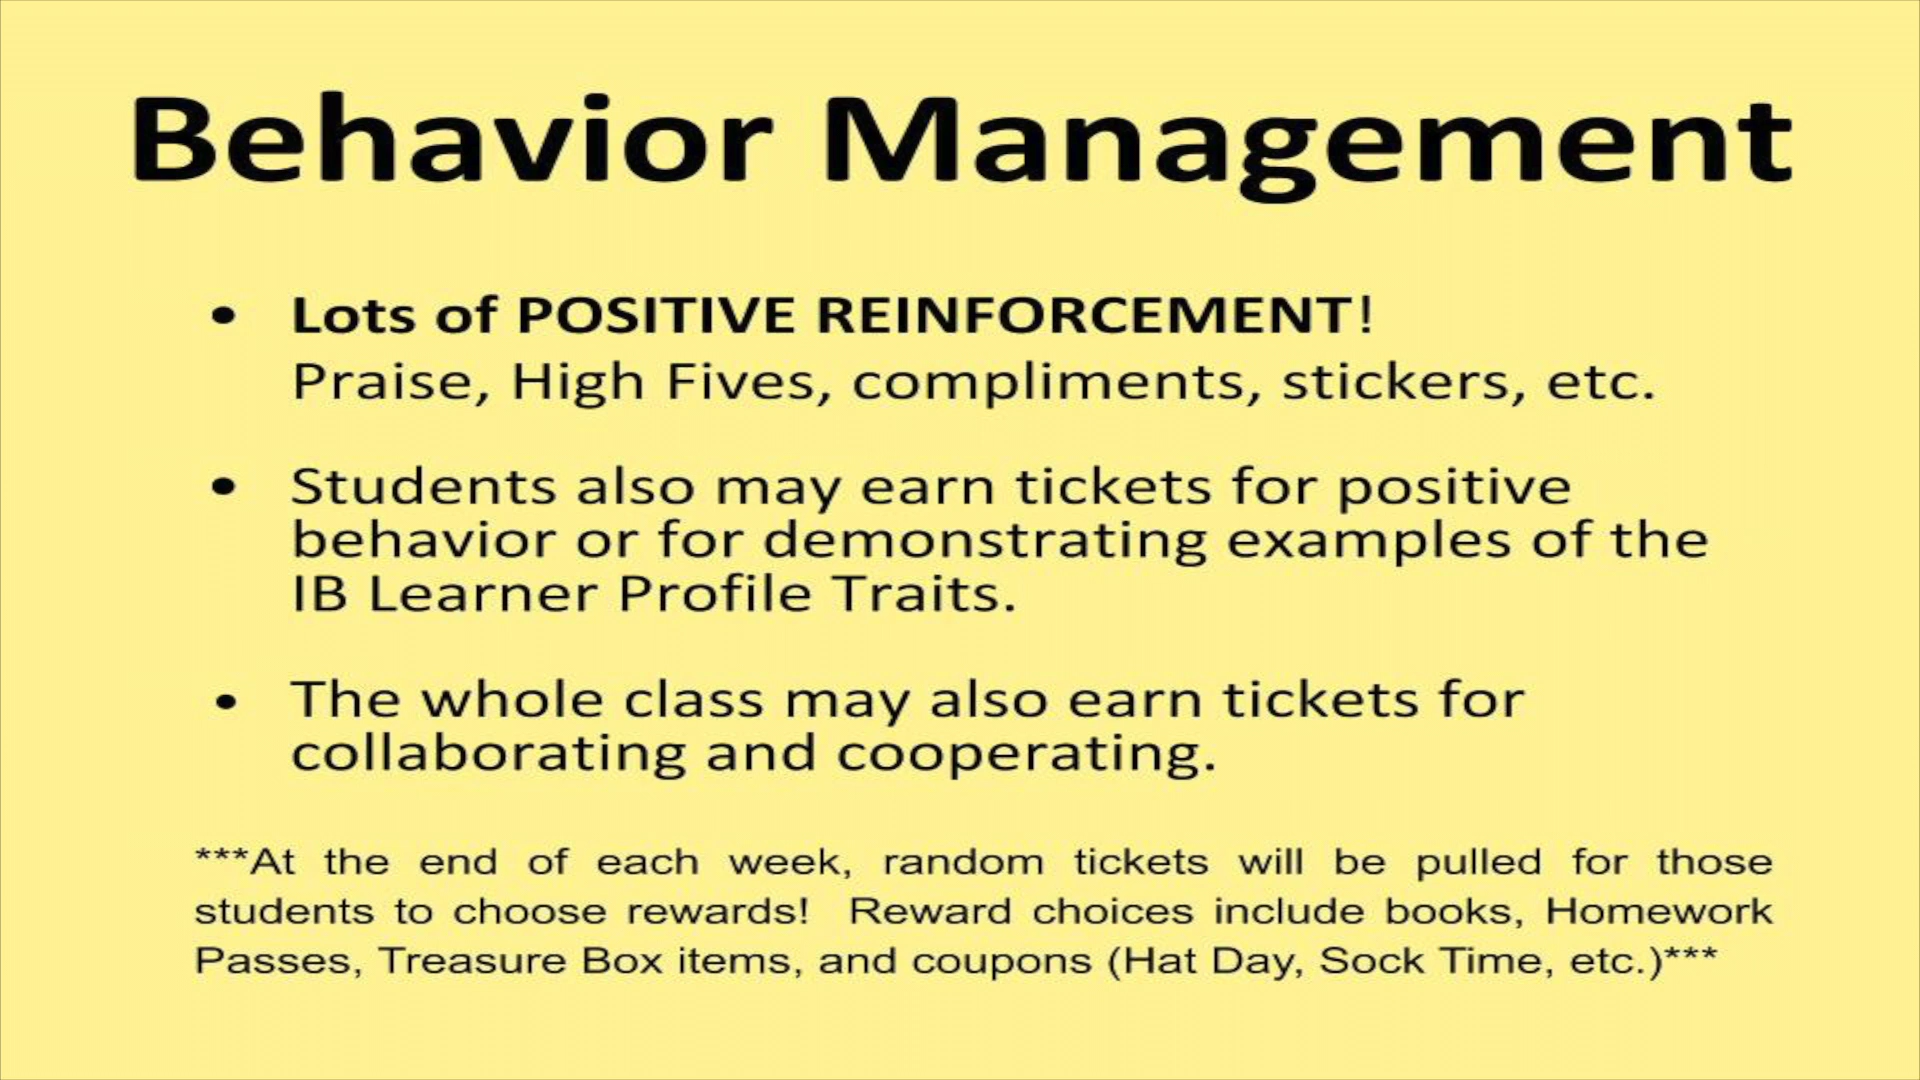 Behavior Management
• Lots of POSITIVE REINFORCEMENT!
Praise, High Fives, compliments, stickers, etc.
• Students also may earn tickets for positive
behavior or for demonstrating examples of the
IB Learner Profile Traits.
• The whole class may also earn tickets for
collaborating and cooperating.
***At the end of each week, random tickets will be pulled for those
students to choose rewards! Reward choices include books, Homework
Passes, Treasure Box items, and coupons (Hat Day, Sock Time, etc.)***